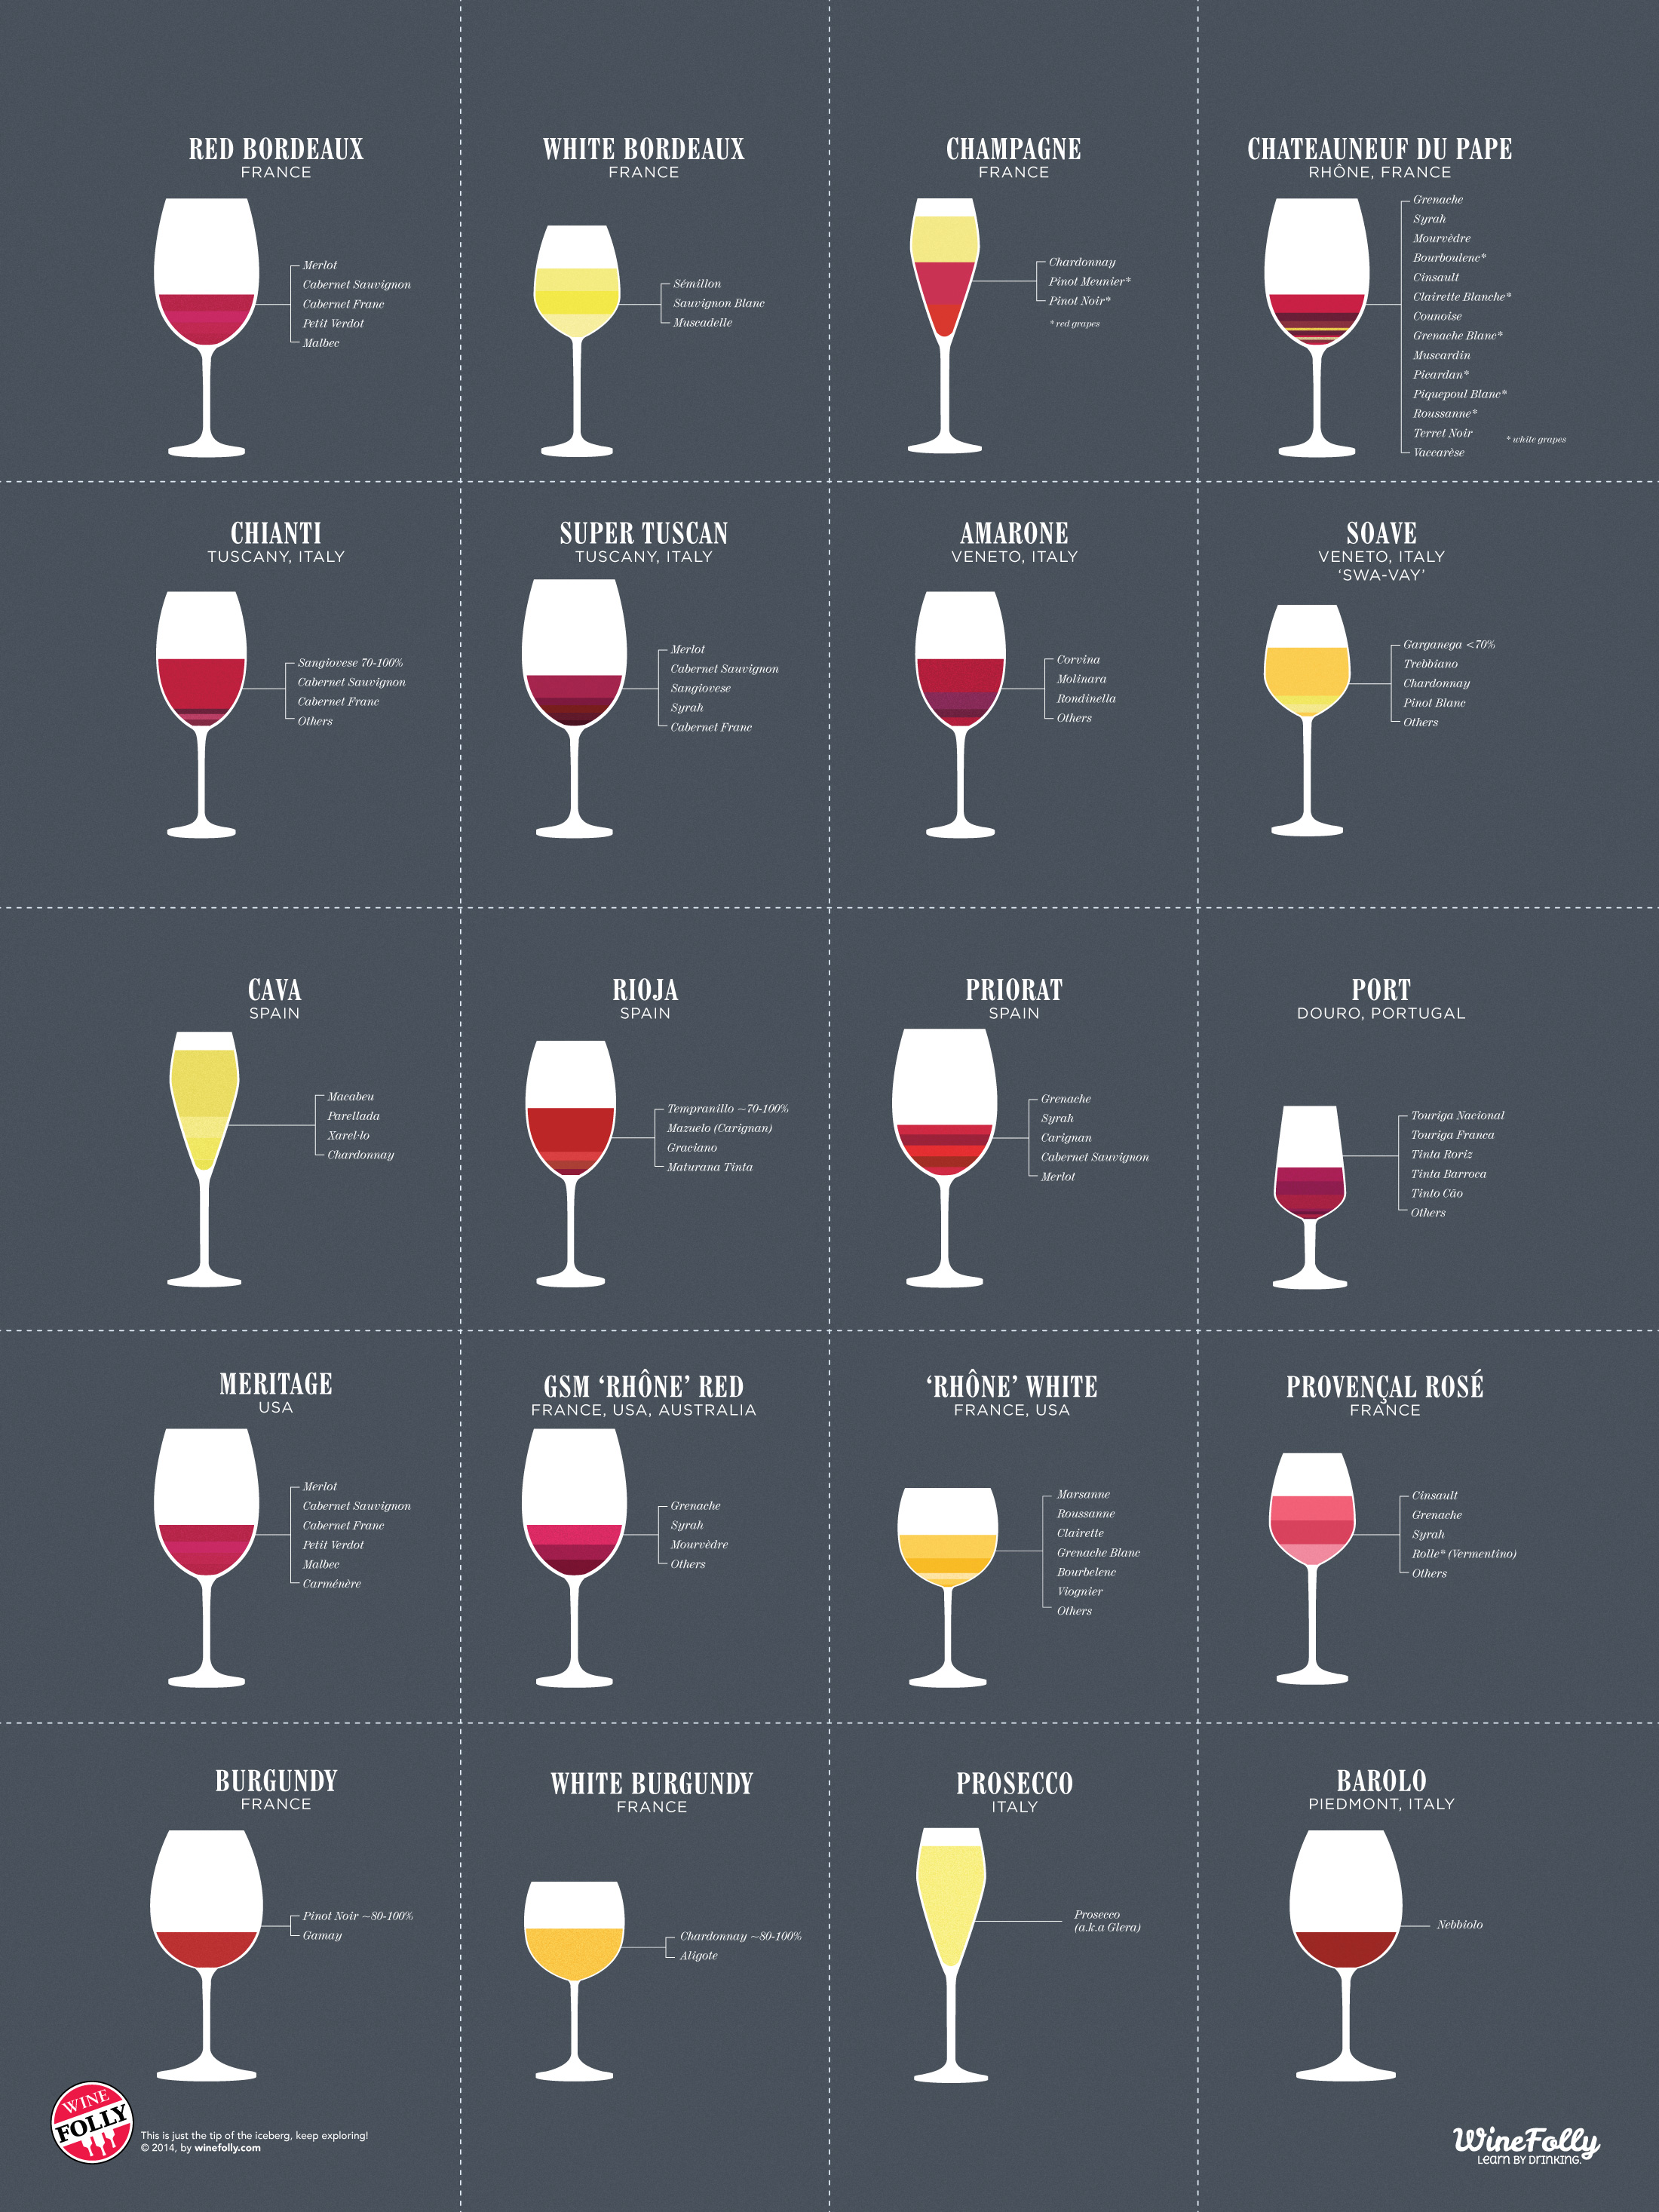 RED BORDEAUX
FRANCE
Merlot
Cabernet Sauvignon
Cabernet Franc
Petit Verdot
Malbec
WHITE BORDEAUX
FRANCE
Sémillon
Sauvignon Blanc
Muscadelle
CHAMPAGNE
FRANCE
Chardonnay
Pinot Meunier*
Pinot Noir*
* red grapes
CHATEAUNEUF DU PAPE
RHÔNE, FRANCE
Grenache
Syrah
Mourvèdre
Bourboulenc*
Cinsault
Clairette Blanche*
Counoise
Grenache Blanc*
Muscardin
Picardan*
Piquepoul Blanc*
Roussanne*
Terret Noir
* white grapes
Vaccarèse
CHIANTI
TUSCANY, ITALY
Sangiovese 70-100%
Cabernet Sauvignon
Cabernet Franc
Others
SUPER TUSCAN
TUSCANY, ITALY
Merlot
Cabernet Sauvignon
Sangiovese
Syrah
Cabernet Franc
AMARONE
VENETO, ITALY
Corvina
Molinara
Rondinella
Others
SOAVE
VENETO, ITALY
‘SWA-VAY’
Garganega <70%
Trebbiano
Chardonnay
Pinot Blanc
Others
CAVA
SPAIN
Macabeu
Parellada
Xarel·lo
Chardonnay
RIOJA
SPAIN
Tempranillo ~70-100%
Mazuelo (Carignan)
Graciano
Maturana Tinta
PRIORAT
SPAIN
Grenache
Syrah
Carignan
Cabernet Sauvignon
Merlot
PORT
DOURO, PORTUGAL
Touriga Nacional
Touriga Franca
Tinta Roriz
Tinta Barroca
Tinto Cão
Others
MERITAGE
USA
Merlot
Cabernet Sauvignon
Cabernet Franc
Petit Verdot
Malbec
Carménère
GSM ‘RHÔNE’ RED
FRANCE, USA, AUSTRALIA
Grenache
Syrah
Mourvèdre
Others
‘RHÔNE’ WHITE
FRANCE, USA
Marsanne
Roussanne
Clairette
Grenache Blanc
Bourbelenc
Viognier
Others
PROVENÇAL ROSÉ
FRANCE
Cinsault
Grenache
Syrah
Rolle* (Vermentino)
Others
BURGUNDY
FRANCE
Pinot Noir ~80-100%
Gamay
WHITE BURGUNDY
FRANCE
Chardonnay ~80-100%
Aligote
PROSECCO
ITALY
Prosecco
(a.k.a Glera)
BAROLO
PIEDMONT, ITALY
Nebbiolo
WINE
FOLLY
This is just the tip of the iceberg, keep exploring!
© 2014, by winefolly.com
WineFolly
Learn BY DrinKinG.